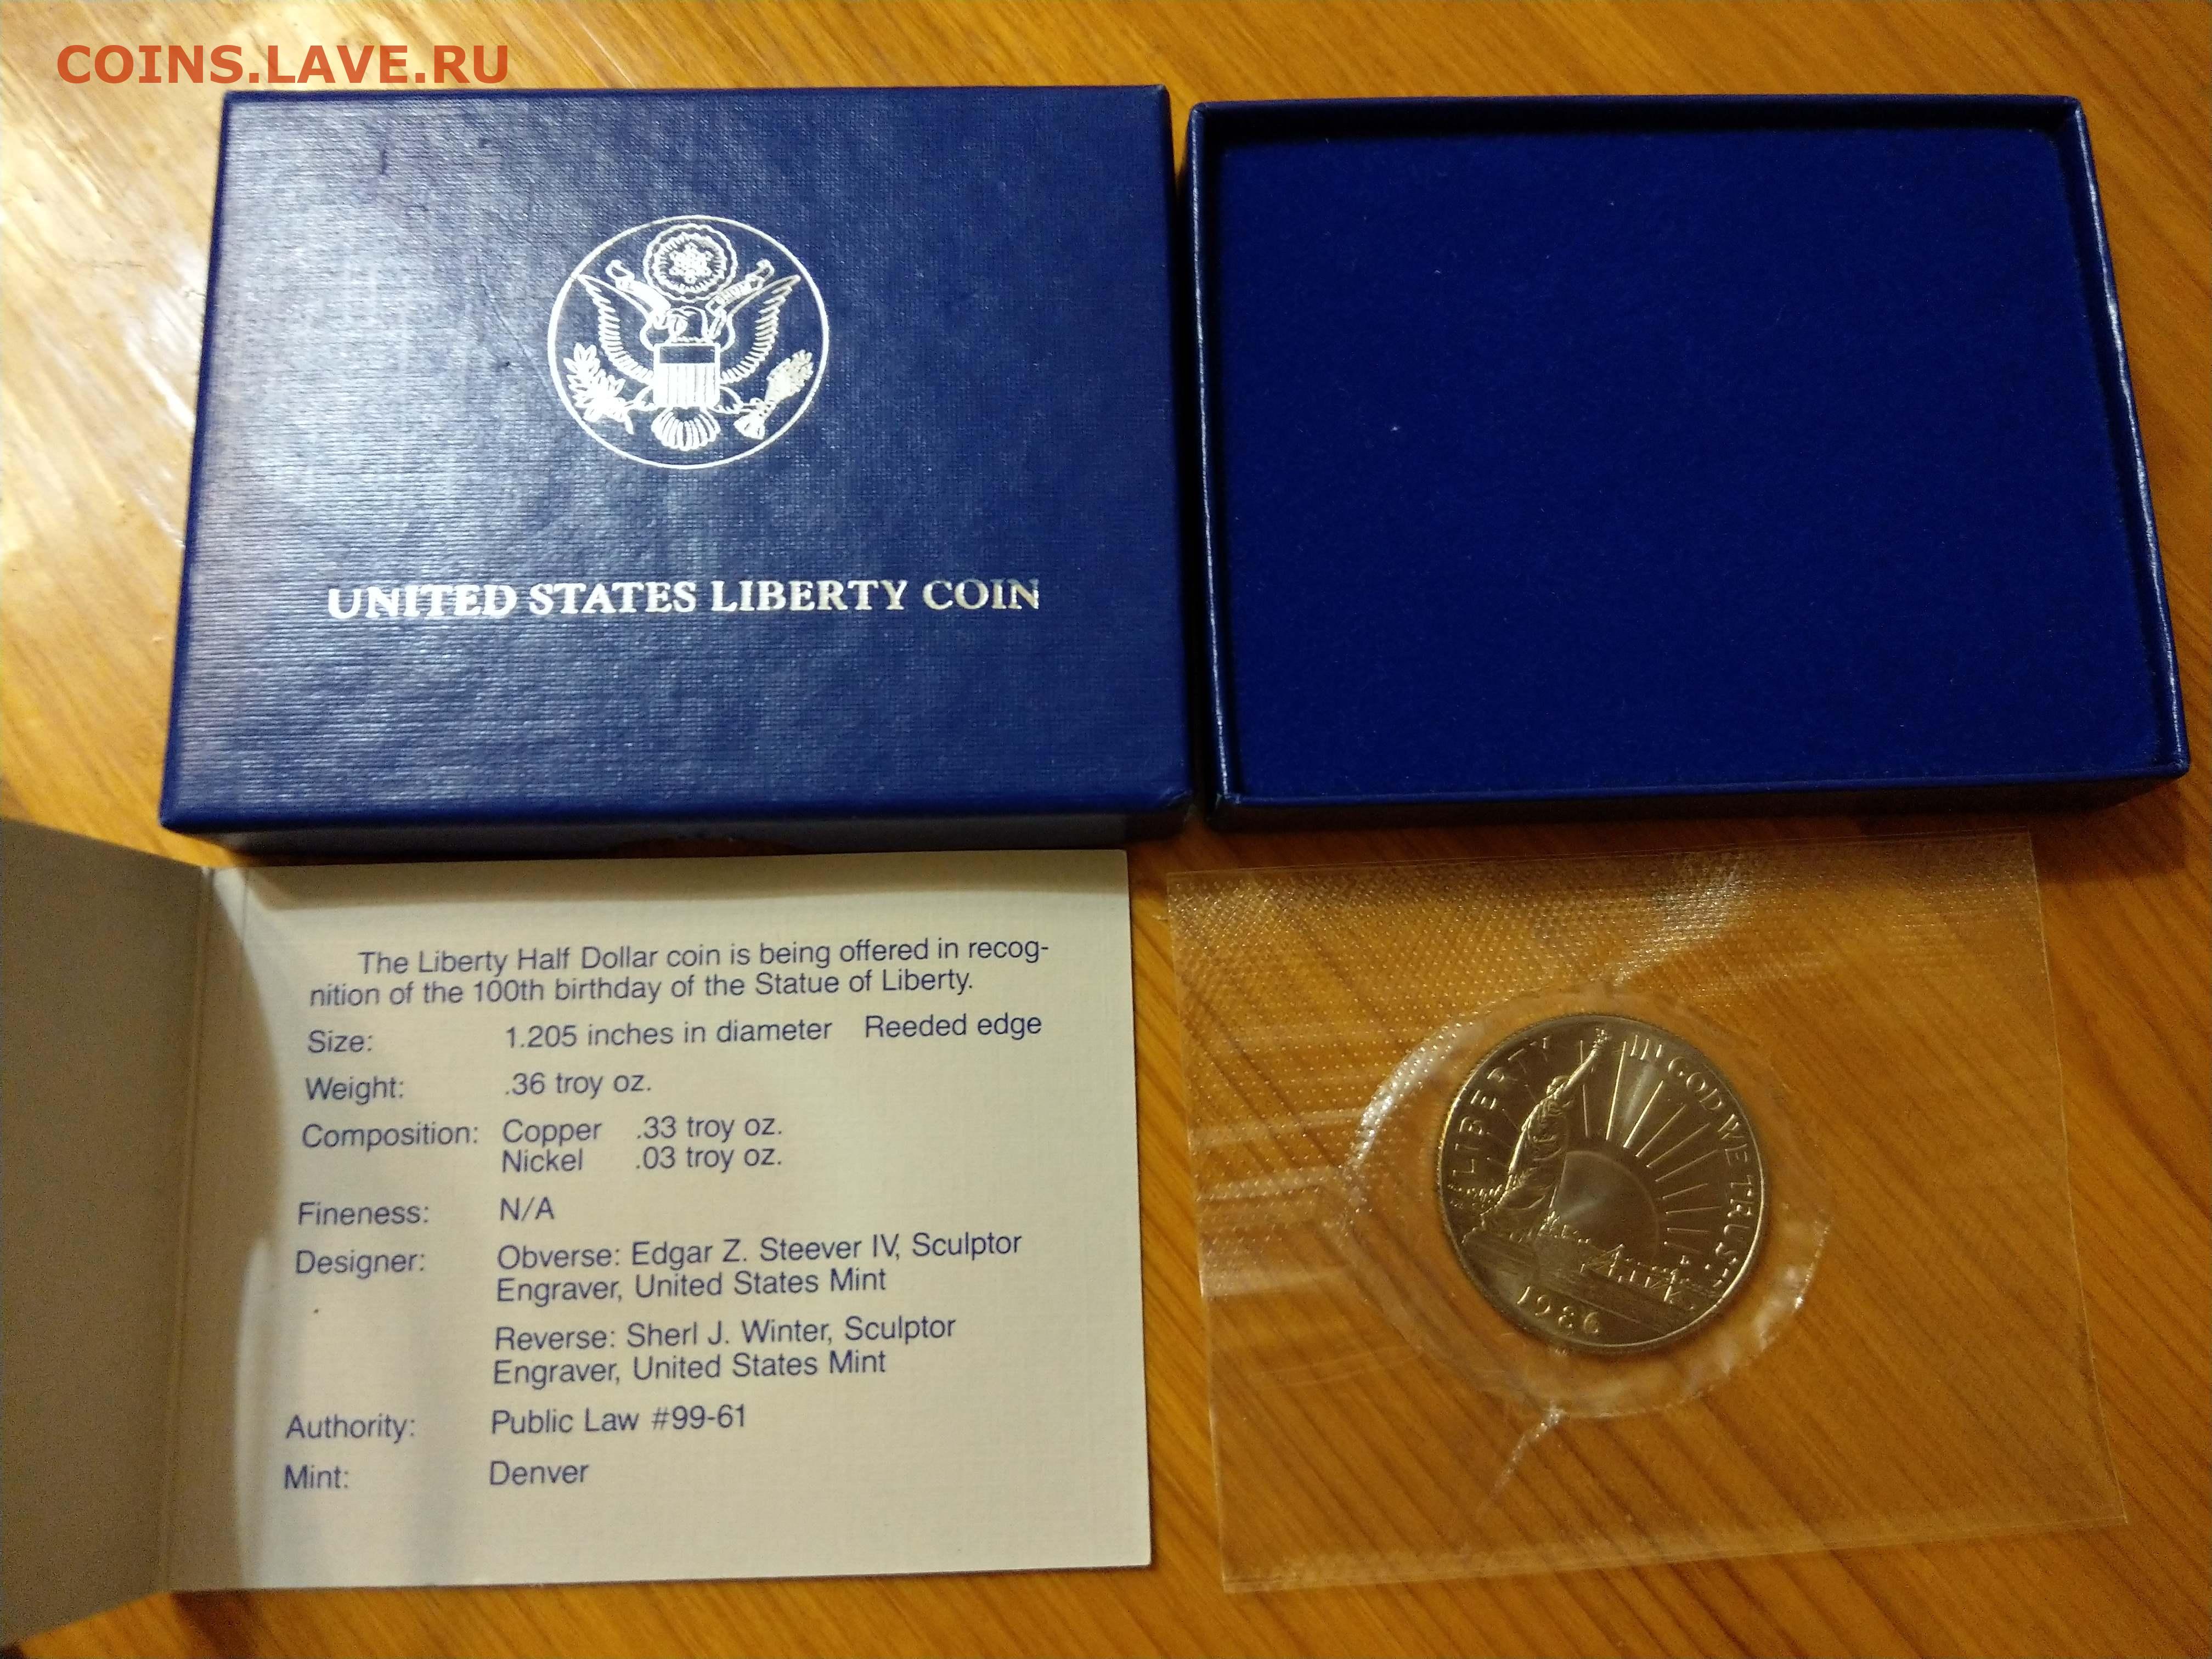 COINS.LAVE.RU
UNITED STATES LIBERTY COIN
The Liberty Half Dollar coin is being offered in recog-
nition of the 100th birthday of the Statue of Liberty.
Size: 1.205 inches in diameter Reeded edge
Weight: .36 troy oz.
Composition: Copper .33 troy oz.
Nickel .03 troy oz.
Fineness: N/A
Designer: Obverse: Edgar Z. Steever IV, Sculptor
Engraver, United States Mint
Reverse: Sherl J. Winter, Sculptor
Engraver, United States Mint
Authority: Public Law #99-61
Mint: Denver
LIBERTY
IN GOD WE TRUST
D
1986